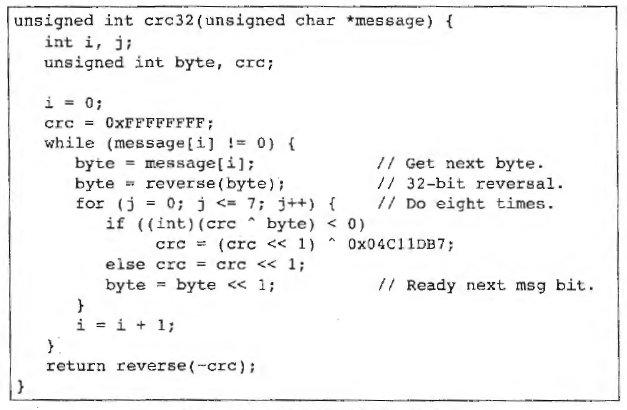 unsigned int crc32(unsigned char *message) {
   int i, j;
   unsigned int byte, crc;

   i = 0;
   crc = 0xFFFFFFFF;
   while (message[i] != 0) {
      byte = message[i];            // Get next byte.
      byte = reverse(byte);         // 32-bit reversal.
      for (j = 0; j <= 7; j++) {    // Do eight times.
         if ((int)(crc ^ byte) < 0)
              crc = (crc << 1) ^ 0x04C11DB7;
         else crc = crc << 1;
         byte = byte << 1;          // Ready next msg bit.
      }
      i = i + 1;
   }
   return reverse(~crc);
}